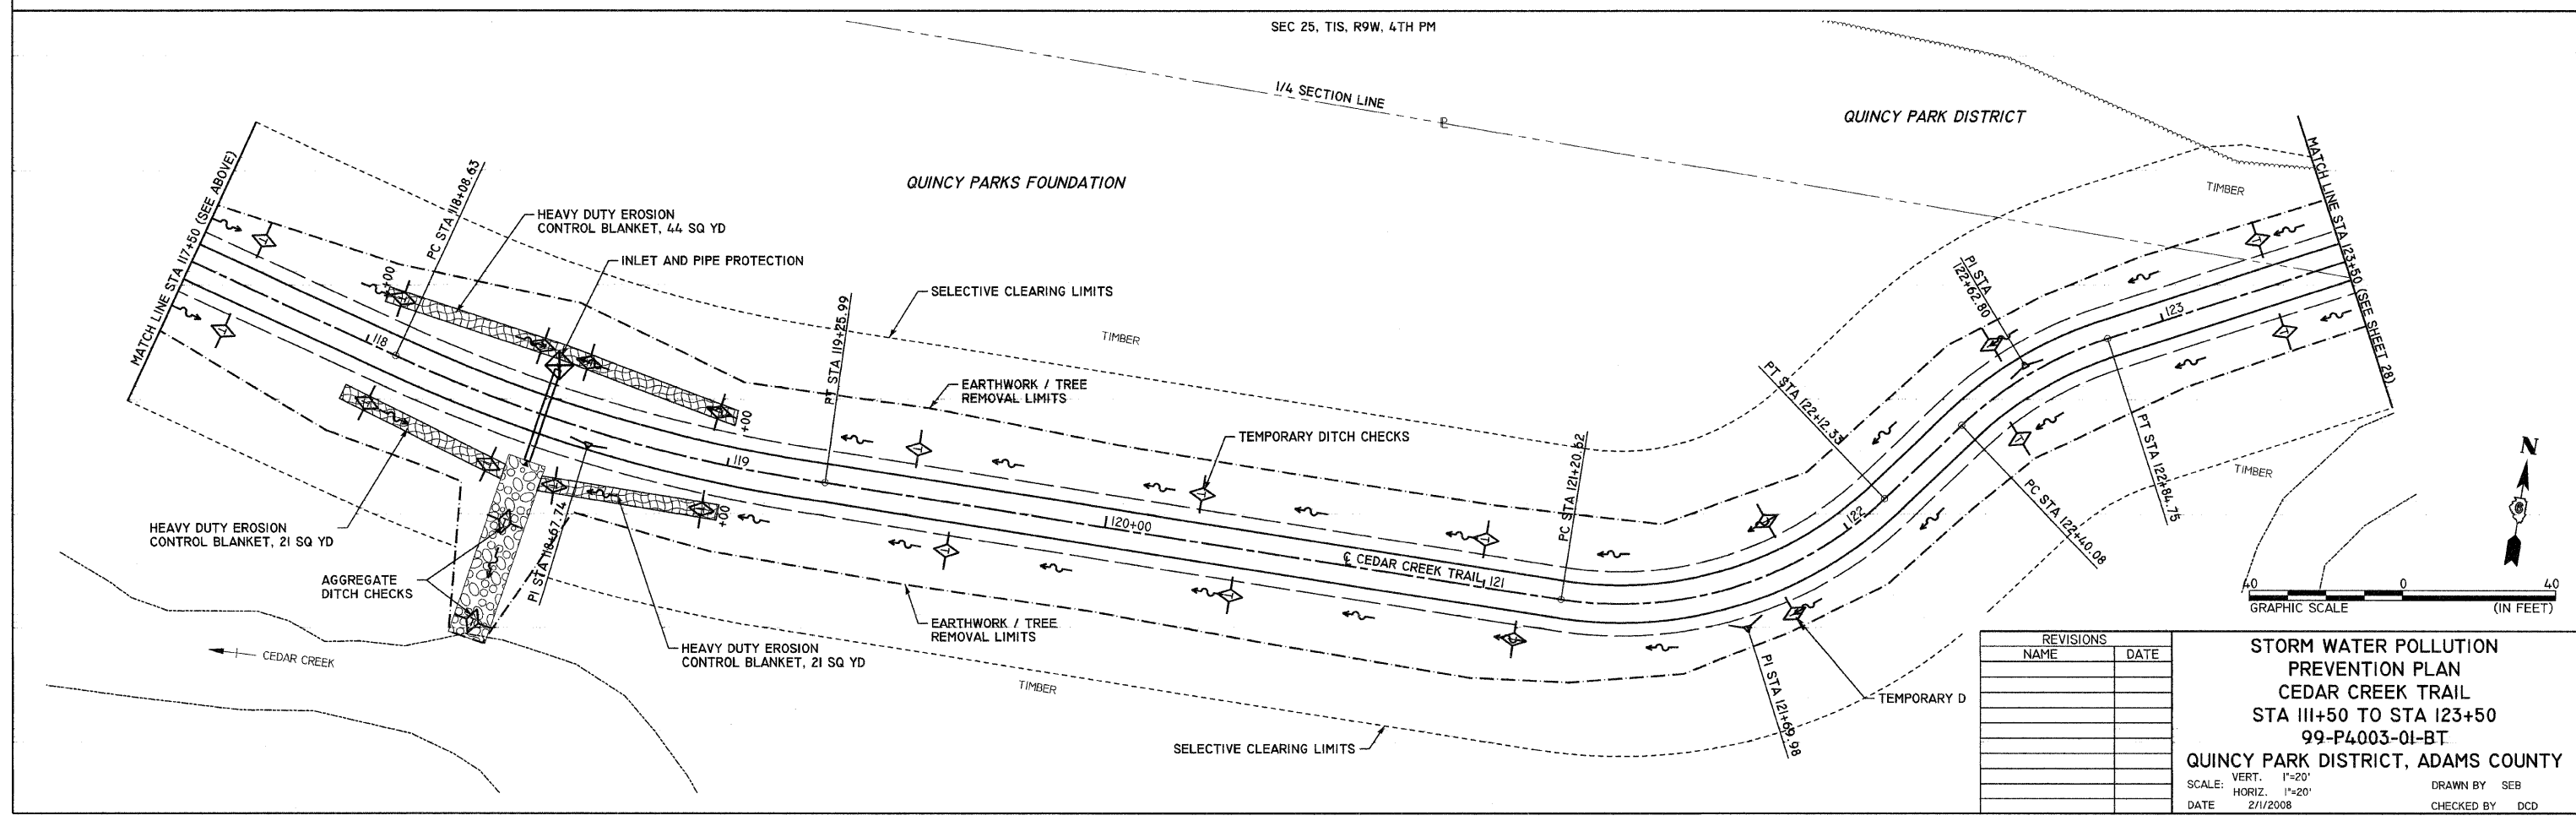 SEC 25, T1S, R9W, 4TH PM
1/4 SECTION LINE
QUINCY PARK DISTRICT
QUINCY PARKS FOUNDATION
MATCH LINE STA 117+50 (SEE ABOVE)
PC STA 118+08.63
HEAVY DUTY EROSION
CONTROL BLANKET, 44 SQ YD
INLET AND PIPE PROTECTION
SELECTIVE CLEARING LIMITS
TIMBER
EARTHWORK / TREE
REMOVAL LIMITS
PT STA 119+25.99
TEMPORARY DITCH CHECKS
PC STA 121+20.62
PT STA 122+12.33
PI STA
122+62.80
TIMBER
MATCH LINE STA 123+50 (SEE SHEET 28)
+00
118
+00
119
+00
120+00
℄ CEDAR CREEK TRAIL
121
122
123
PT STA 122+84.75
PC STA 122+40.08
TIMBER
N
HEAVY DUTY EROSION
CONTROL BLANKET, 21 SQ YD
AGGREGATE
DITCH CHECKS
PI STA 118+67.74
CEDAR CREEK
EARTHWORK / TREE
REMOVAL LIMITS
HEAVY DUTY EROSION
CONTROL BLANKET, 21 SQ YD
TIMBER
SELECTIVE CLEARING LIMITS
PI STA 121+69.98
TEMPORARY D
40 0 40
GRAPHIC SCALE (IN FEET)
REVISIONS
NAME DATE
STORM WATER POLLUTION
PREVENTION PLAN
CEDAR CREEK TRAIL
STA 111+50 TO STA 123+50
99-P4003-01-BT
QUINCY PARK DISTRICT, ADAMS COUNTY
SCALE: VERT. 1"=20'
HORIZ. 1"=20'
DRAWN BY SEB
DATE 2/1/2008
CHECKED BY DCD